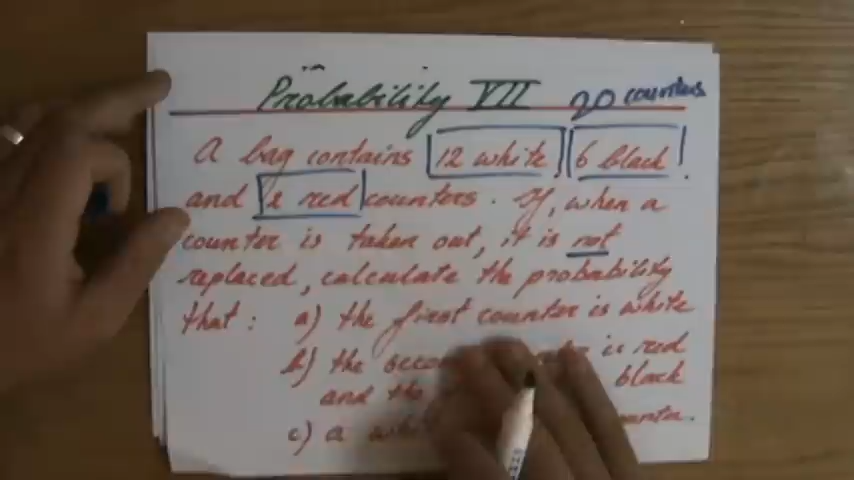 Probability VII 20 counters
A bag contains 12 white 6 black
and 2 red counters. If, when a
counter is taken out, it is not
replaced, calculate the probability
that: a) the first counter is white
b) the is red
and the black
c) a